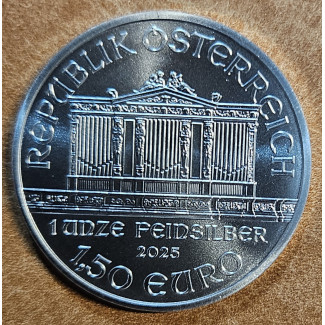 REPUBLIK ÖSTERREICH
1 UNZE FEINSILBER
2025
1,50 EURO